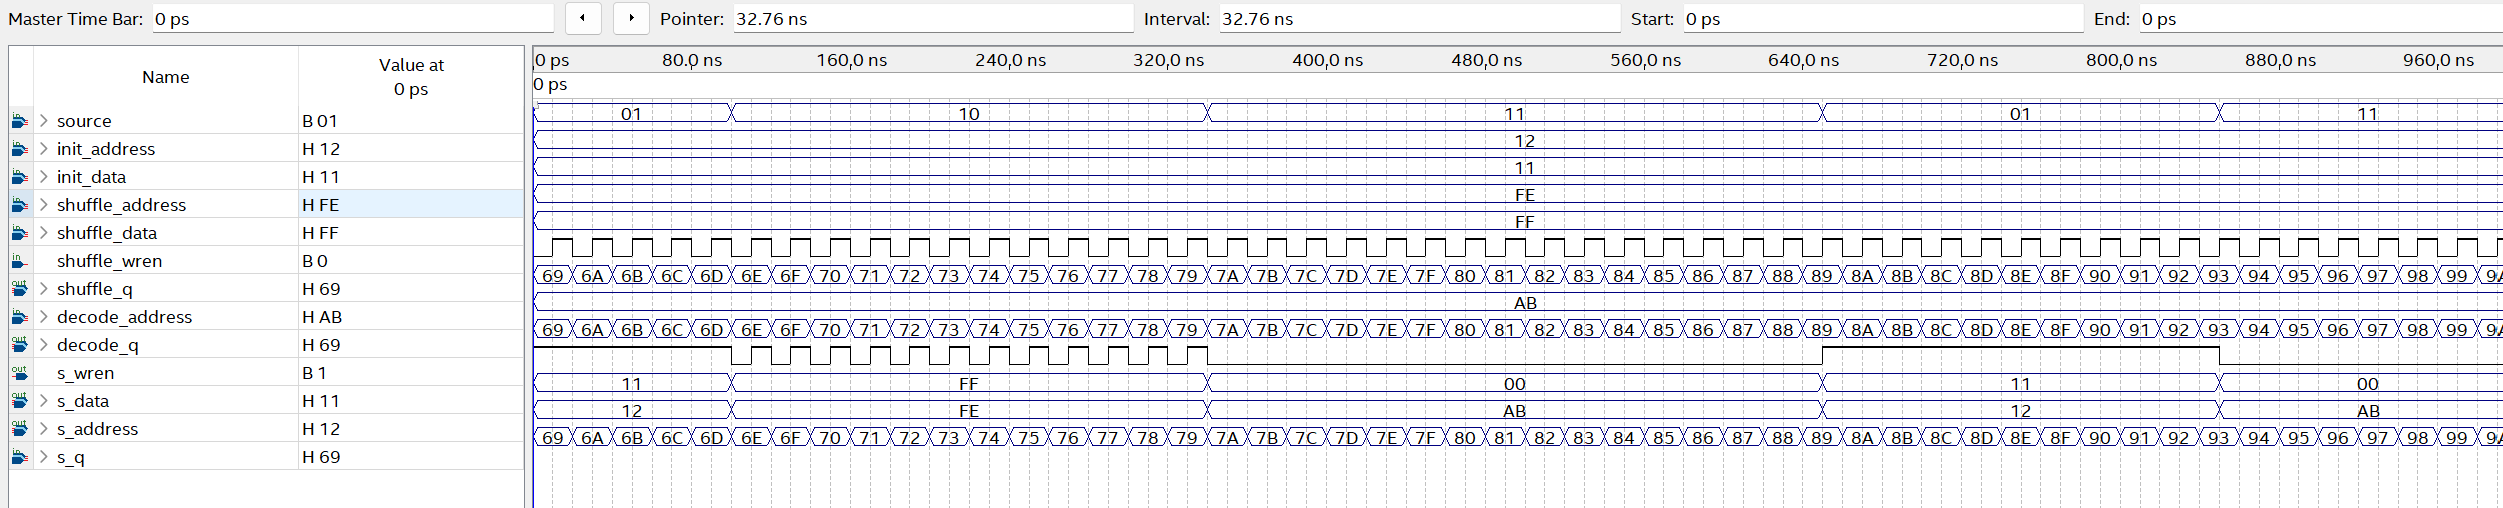 Master Time Bar: 0 ps Pointer: 32.76 ns Interval: 32.76 ns Start: 0 ps End: 0 ps
Name Value at 0 ps
0 ps 80,0 ns 160,0 ns 240,0 ns 320,0 ns 400,0 ns 480,0 ns 560,0 ns 640,0 ns 720,0 ns 800,0 ns 880,0 ns 960,0 ns
0 ps
source B 01 01 10 11 01 11
init_address H 12 12
init_data H 11 11
shuffle_address H FE FE
shuffle_data H FF FF
shuffle_wren B 0
shuffle_q H 69 69 6A 6B 6C 6D 6E 6F 70 71 72 73 74 75 76 77 78 79 7A 7B 7C 7D 7E 7F 80 81 82 83 84 85 86 87 88 89 8A 8B 8C 8D 8E 8F 90 91 92 93 94 95 96 97 98 99 9A
decode_address H AB AB
decode_q H 69 69 6A 6B 6C 6D 6E 6F 70 71 72 73 74 75 76 77 78 79 7A 7B 7C 7D 7E 7F 80 81 82 83 84 85 86 87 88 89 8A 8B 8C 8D 8E 8F 90 91 92 93 94 95 96 97 98 99 9A
s_wren B 1
s_data H 11 11 FF 00 11 00
s_address H 12 12 FE AB 12 AB
s_q H 69 69 6A 6B 6C 6D 6E 6F 70 71 72 73 74 75 76 77 78 79 7A 7B 7C 7D 7E 7F 80 81 82 83 84 85 86 87 88 89 8A 8B 8C 8D 8E 8F 90 91 92 93 94 95 96 97 98 99 9A